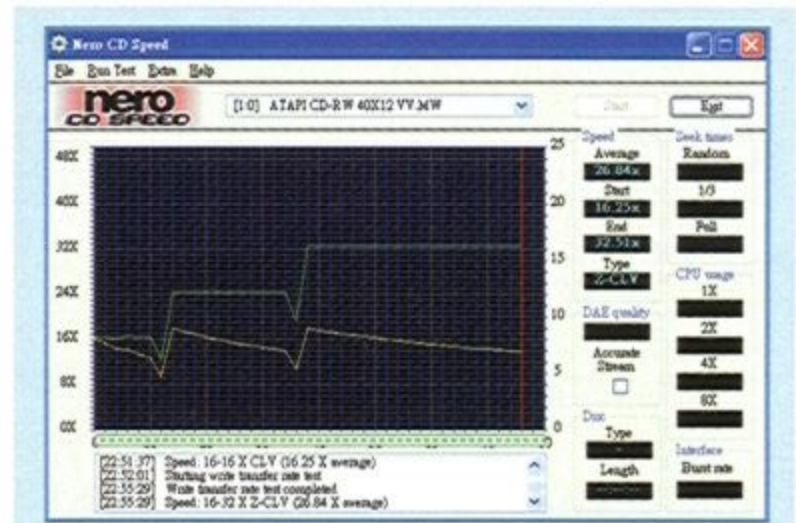 Nero CD Speed
File Run Test Extra Help
nero
CD SPEED
[1:0] ATAPI CD-R/W 40X12 VV.MW
Start
Exit
48X
40X
32X
24X
16X
8X
0X
25
20
15
10
5
0
Speed
Average
26.84x
Start
16.25x
End
32.51x
Type
Z-CLV
DAE quality
Accurate
Stream
Disc
Type
Length
Seek times
Random
1/3
Full
CPU usage
1X
2X
4X
8X
Interface
Burst rate
[22:51:37] Speed: 16-16 X CLV (16.25 X average)
[22:52:01] Starting write transfer rate test
[22:55:29] Write transfer rate test completed
[22:55:29] Speed: 16-32 X Z-CLV (26.84 X average)